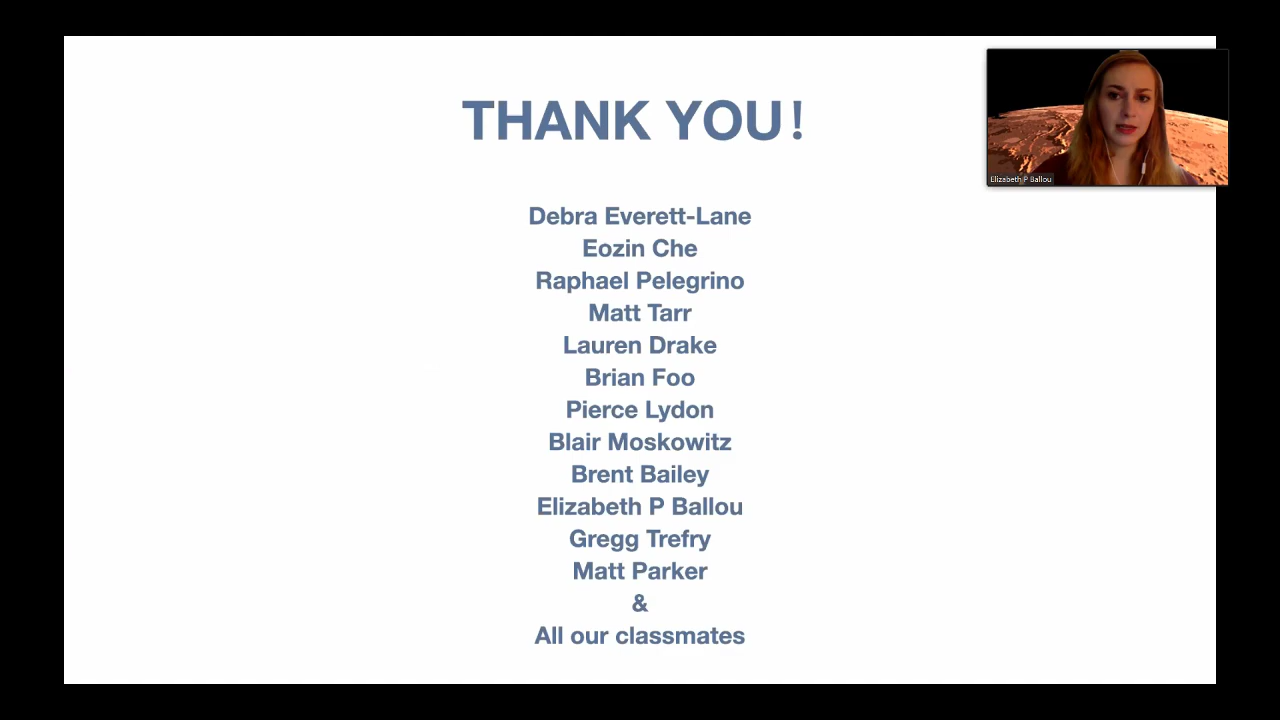 THANK YOU!
Elizabeth P Ballou
Debra Everett-Lane
Eozin Che
Raphael Pelegrino
Matt Tarr
Lauren Drake
Brian Foo
Pierce Lydon
Blair Moskowitz
Brent Bailey
Elizabeth P Ballou
Gregg Trefry
Matt Parker
&
All our classmates